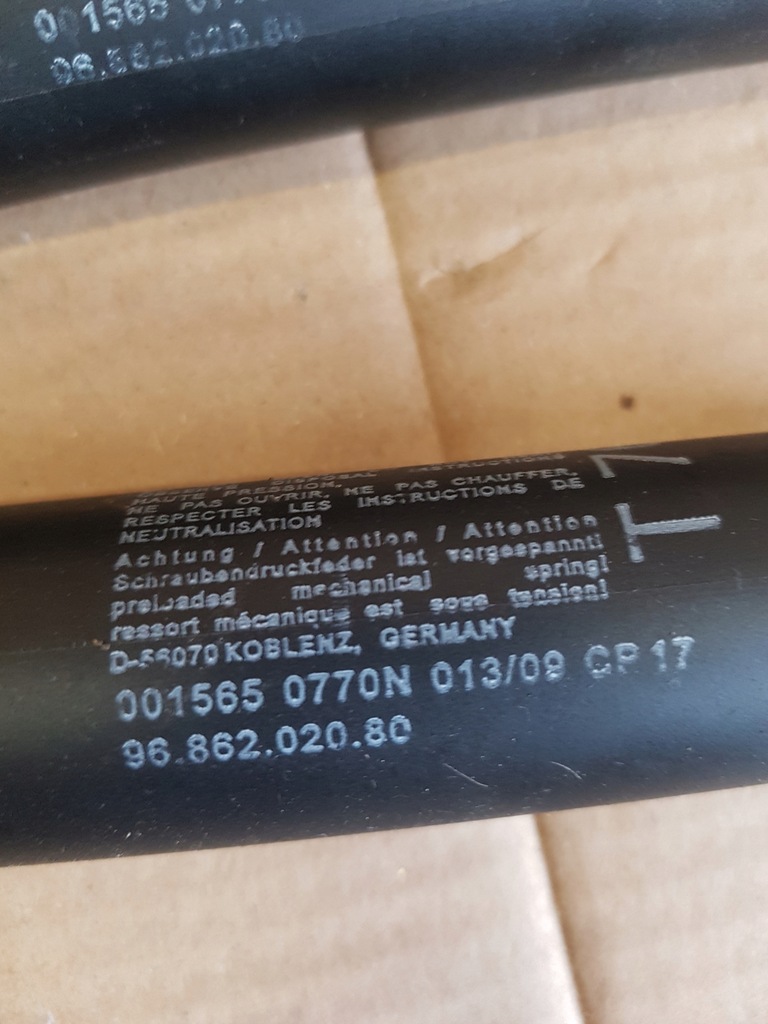 001565
96.862.020.80
DISPOSAL INSTRUCTIONS
HAUTE PRESSION.
NE PAS OUVRIR. NE PAS CHAUFFER.
RESPECTER LES INSTRUCTIONS DE
NEUTRALISATION
Achtung / Attention / Attention
Schraubendruckfeder ist vorgespannt!
preloaded mechanical spring!
ressort mécanique est sous tension!
D-56070 KOBLENZ, GERMANY
001565 0770N 013/09 CP17
96.862.020.80